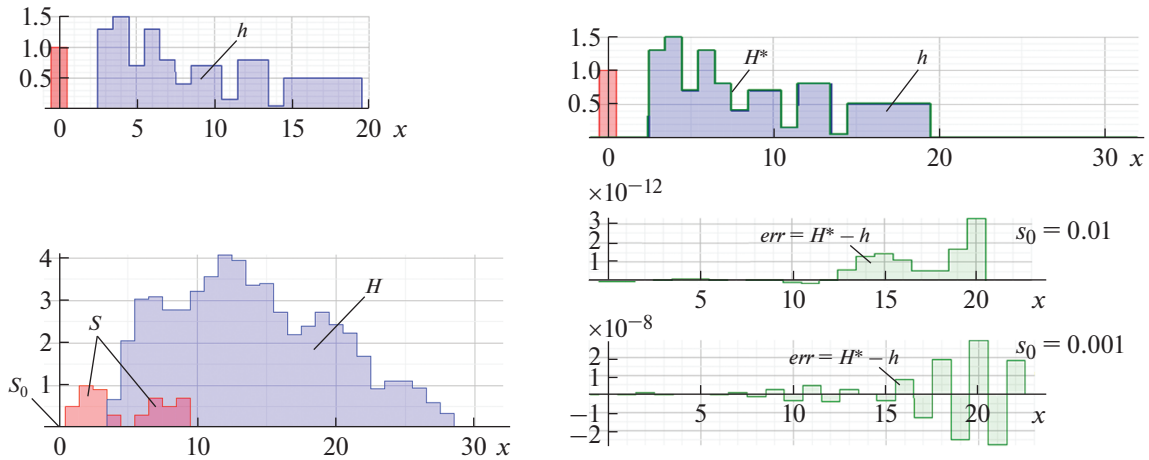 1.5
1.0
0.5
h
0 5 10 15 20 x
4
3
2
1
S
H
S₀
0 10 20 30 x
1.5
1.0
0.5
H*
h
0 10 20 30 x
×10⁻¹²
3
2
1
err = H* − h
s₀ = 0.01
5 10 15 20 x
×10⁻⁸
2
1
−1
−2
err = H* − h
s₀ = 0.001
5 10 15 20 x